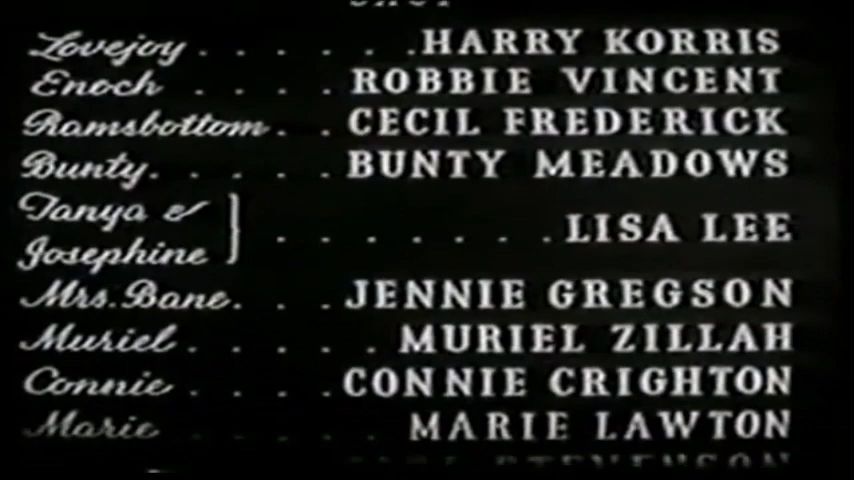 Lovejoy . . . . . . HARRY KORRIS
Enoch . . . . ROBBIE VINCENT
Ramsbottom . . CECIL FREDERICK
Bunty . . . . . BUNTY MEADOWS
Tanya &
Josephine } . . . . . . . LISA LEE
Mrs. Bane . . . JENNIE GREGSON
Muriel . . . . . MURIEL ZILLAH
Connie . . . . CONNIE CRIGHTON
Marie . . . . . MARIE LAWTON